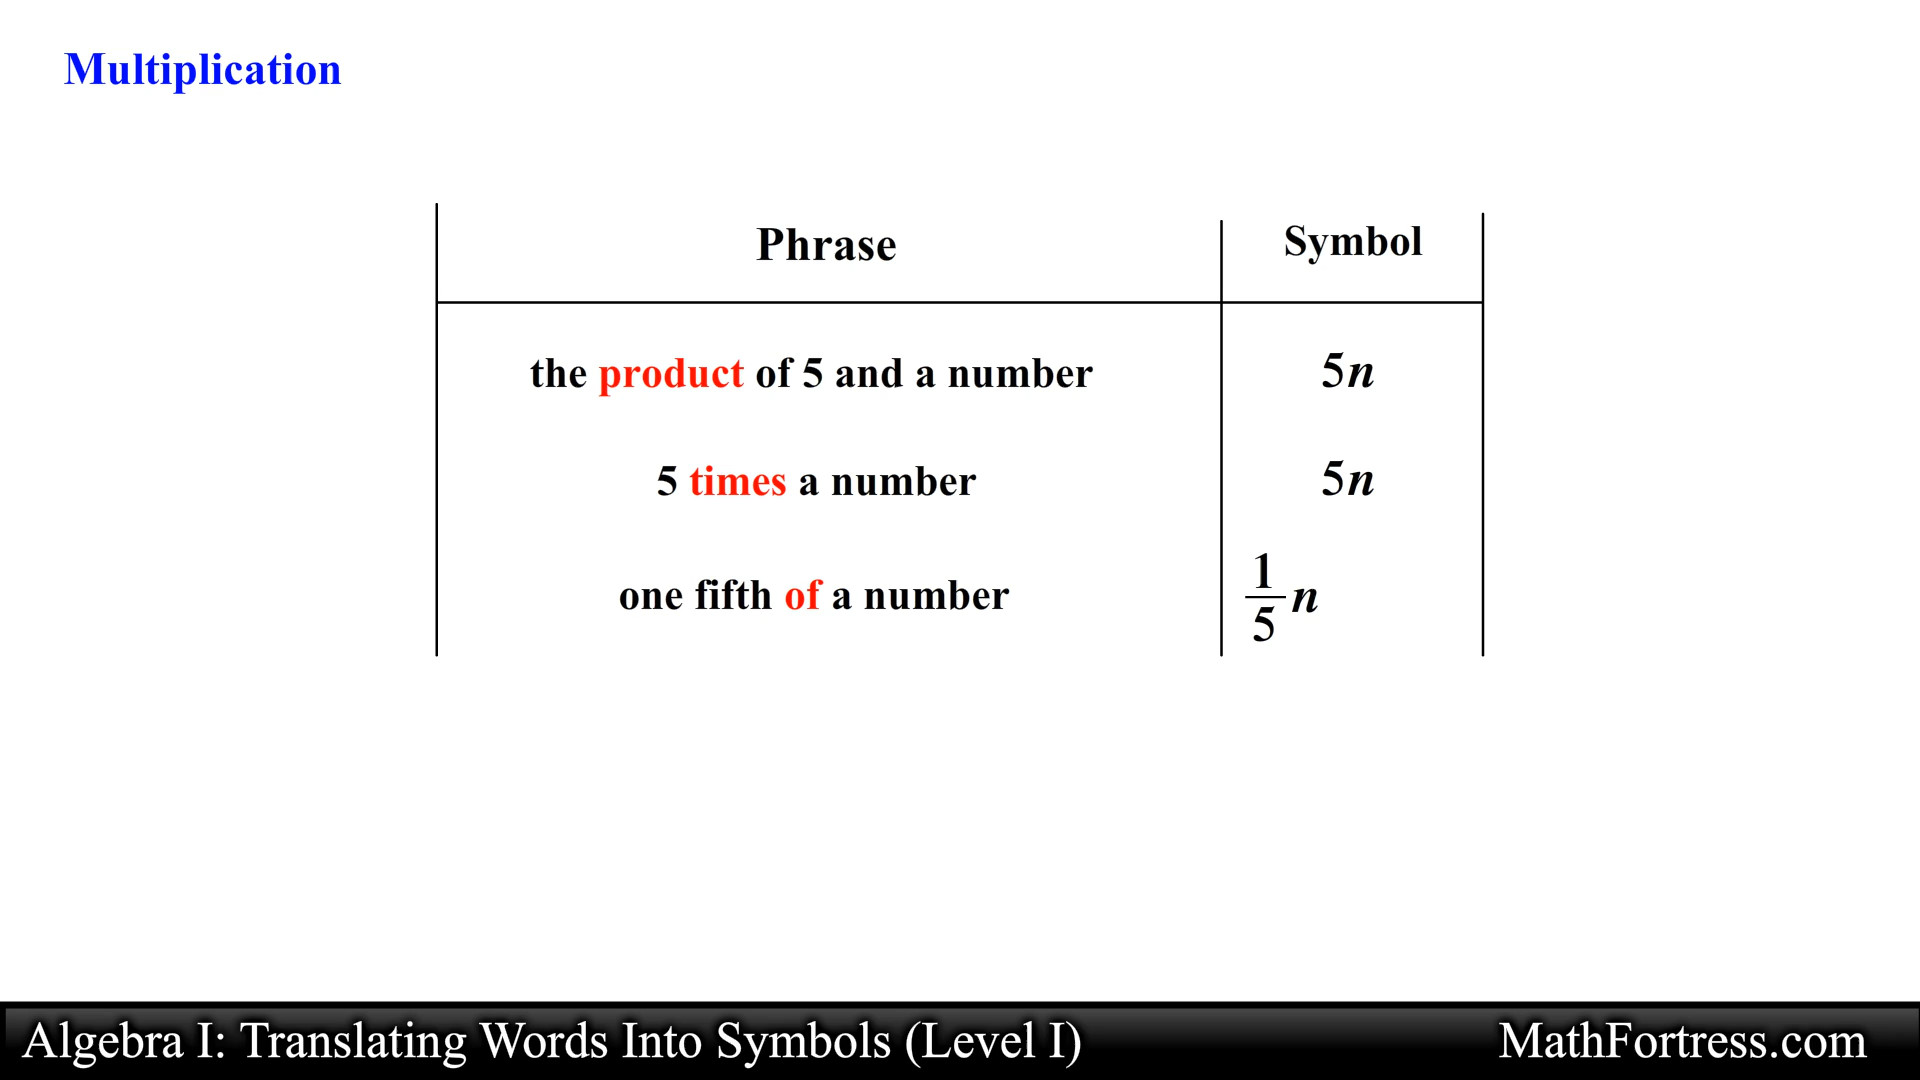 Multiplication
Phrase Symbol
the product of 5 and a number 5n
5 times a number 5n
one fifth of a number 1/5 n
Algebra I: Translating Words Into Symbols (Level I) MathFortress.com